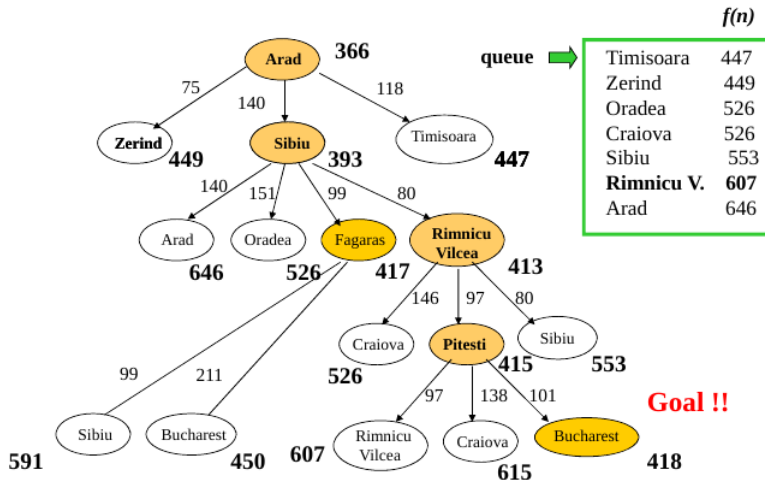 f(n)
queue
Timisoara 447
Zerind 449
Oradea 526
Craiova 526
Sibiu 553
Rimnicu V. 607
Arad 646
Arad 366
75 140 118
Zerind 449
Sibiu 393
Timisoara 447
140 151 99 80
Arad 646
Oradea 526
Fagaras 417
Rimnicu
Vilcea 413
146 97 80
Craiova 526
Pitesti 415
Sibiu 553
99 211
97 138 101
Goal !!
Sibiu 591
Bucharest 450
Rimnicu
Vilcea 607
Craiova 615
Bucharest 418